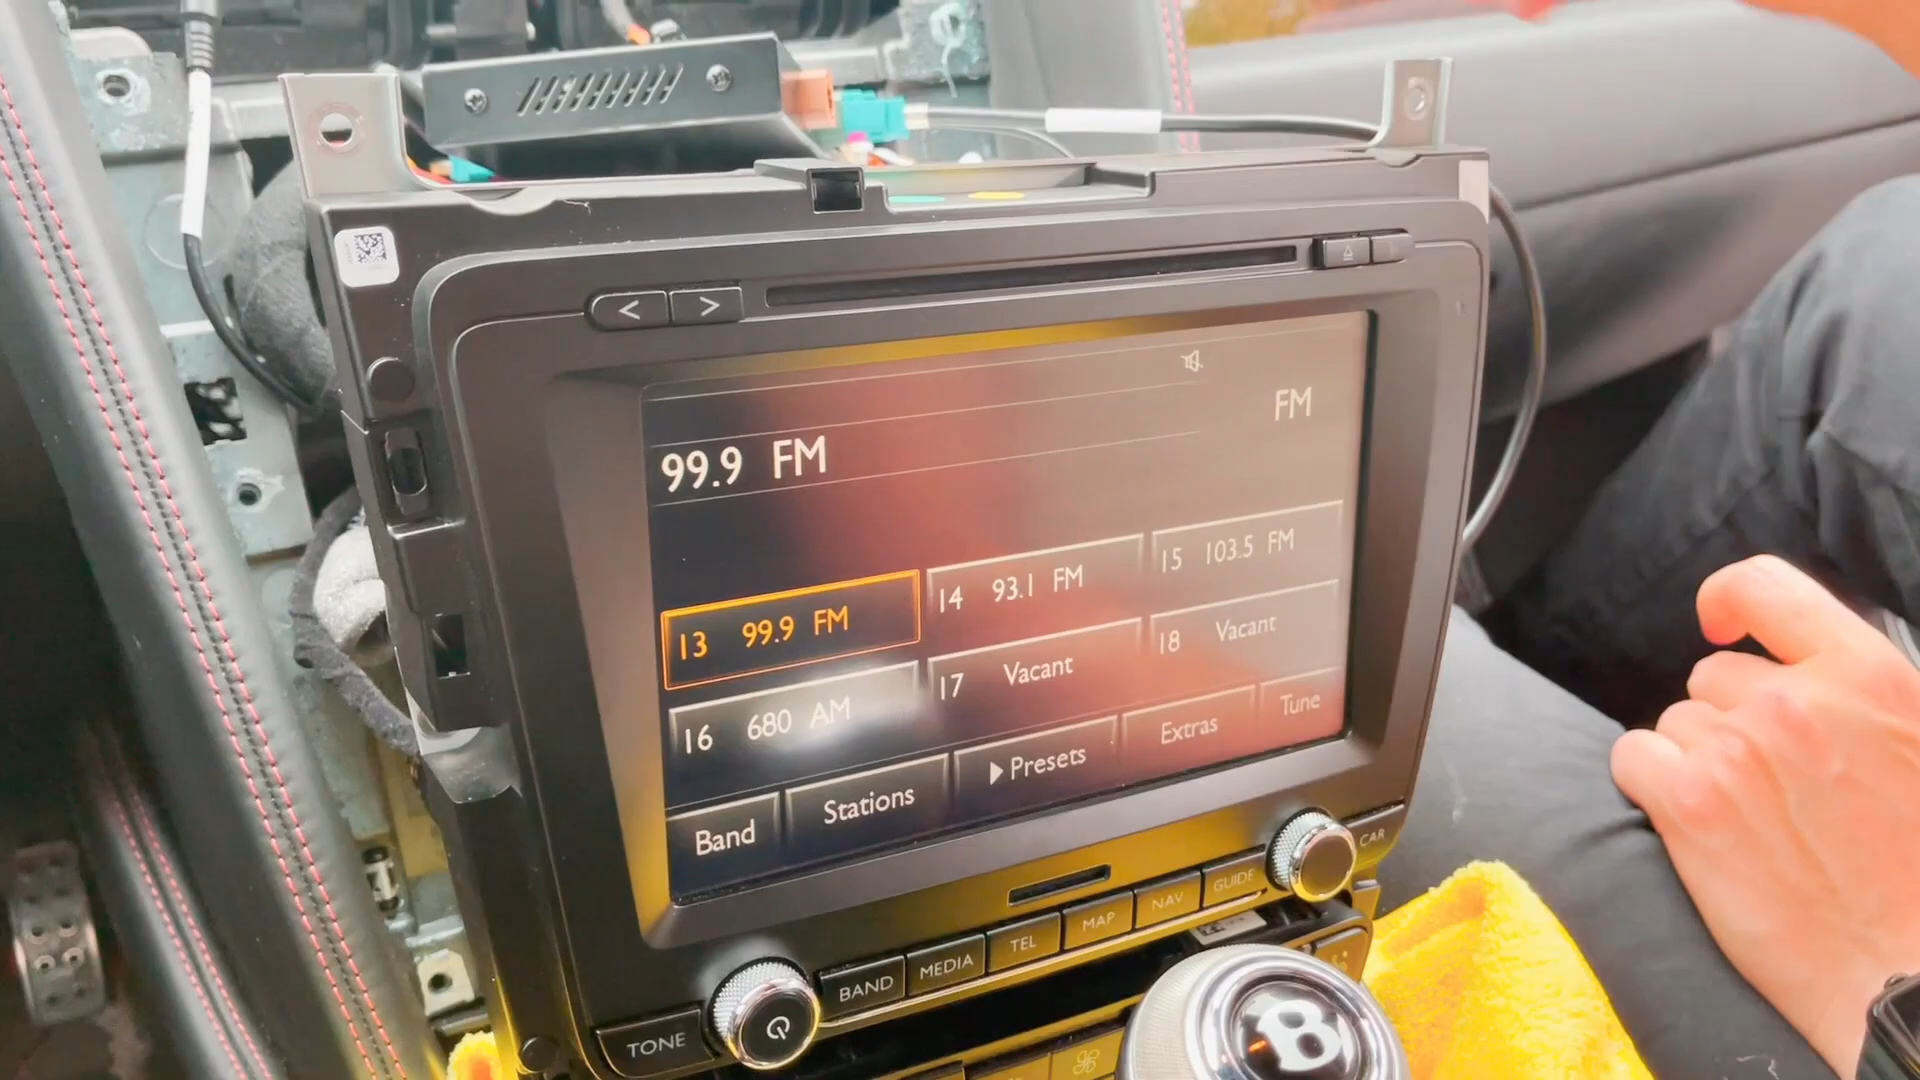 < >
FM
99.9 FM
13 99.9 FM
14 93.1 FM
15 103.5 FM
16 680 AM
17 Vacant
18 Vacant
Band
Stations
Presets
Extras
Tune
TONE
BAND
MEDIA
TEL
MAP
NAV
GUIDE
CAR
B